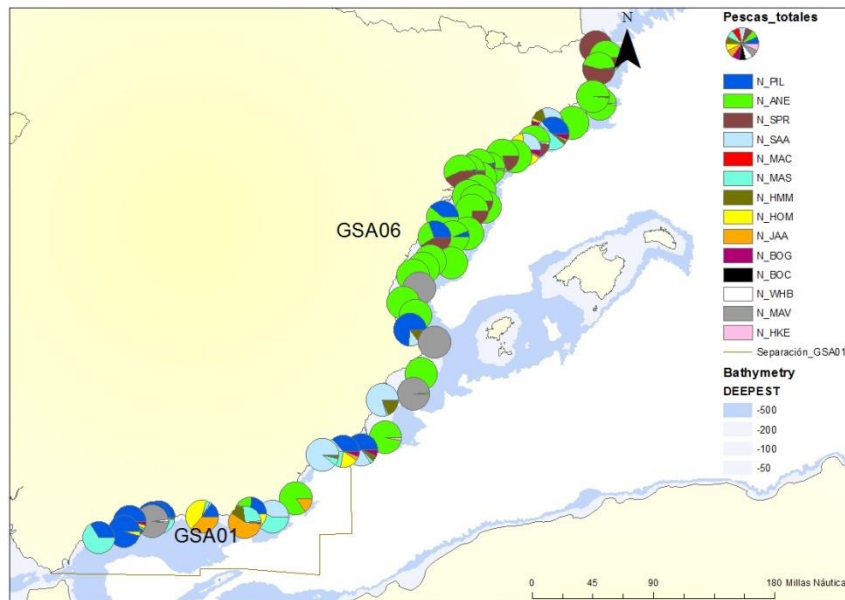 N
GSA06
GSA01
Pescas_totales
N_PIL
N_ANE
N_SPR
N_SAA
N_MAC
N_MAS
N_HMM
N_HOM
N_JAA
N_BOG
N_BOC
N_WHB
N_MAV
N_HKE
Separación_GSA01
Bathymetry
DEEPEST
-500
-200
-100
-50
0 45 90 180 Millas Náutica